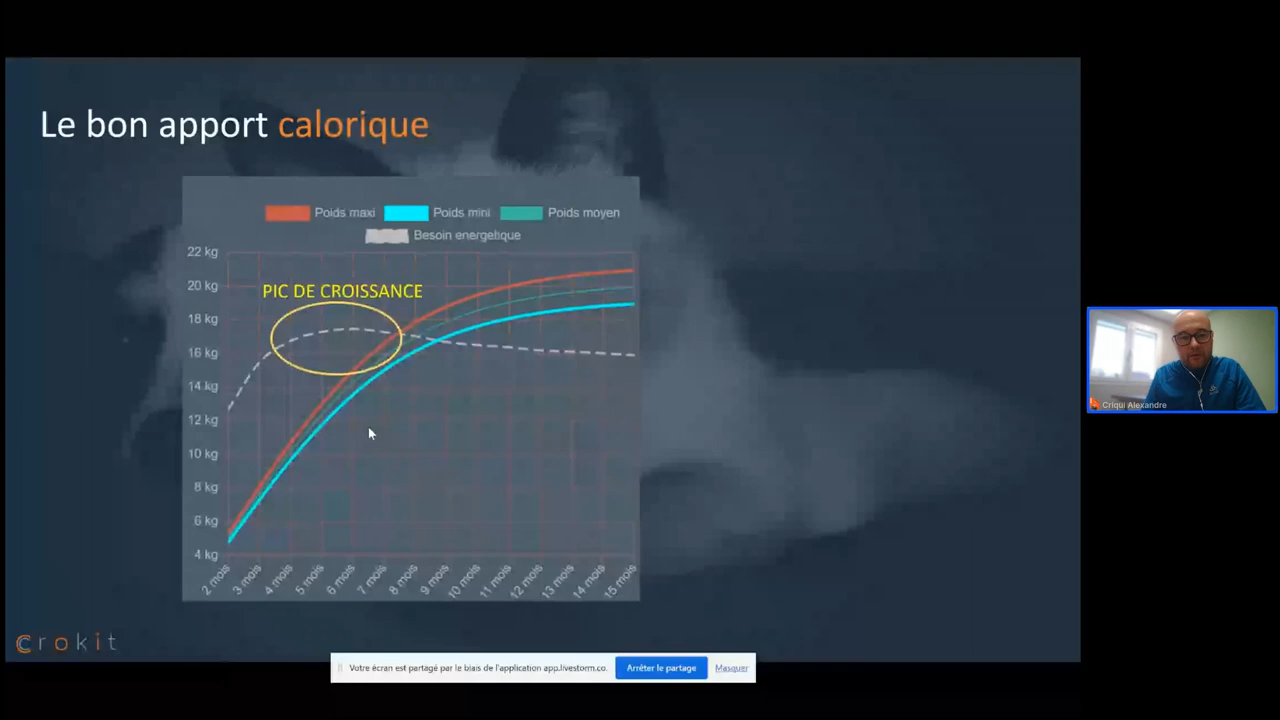 Le bon apport calorique
Poids maxi Poids mini Poids moyen
Besoin energetique
22 kg
20 kg
PIC DE CROISSANCE
18 kg
16 kg
14 kg
12 kg
10 kg
8 kg
6 kg
4 kg
2 mois 3 mois 4 mois 5 mois 6 mois 7 mois 8 mois 9 mois 10 mois 11 mois 12 mois 13 mois 14 mois 15 mois
Criqui Alexandre
crokit
Votre écran est partagé par le biais de l'application app.livestorm.co. Arrêter le partage Masquer